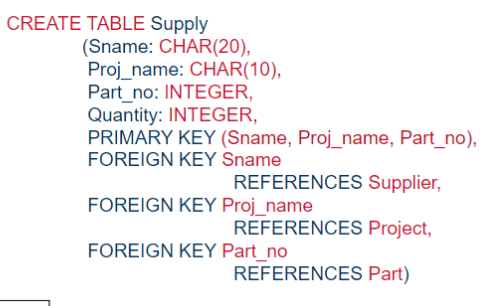 CREATE TABLE Supply
(Sname: CHAR(20),
Proj_name: CHAR(10),
Part_no: INTEGER,
Quantity: INTEGER,
PRIMARY KEY (Sname, Proj_name, Part_no),
FOREIGN KEY Sname
REFERENCES Supplier,
FOREIGN KEY Proj_name
REFERENCES Project,
FOREIGN KEY Part_no
REFERENCES Part)